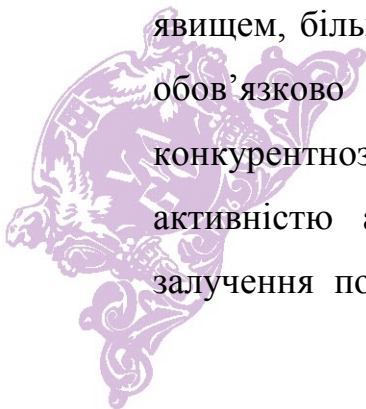 явищем, біль
обов’язково
конкурентноз
активністю а
залучення по